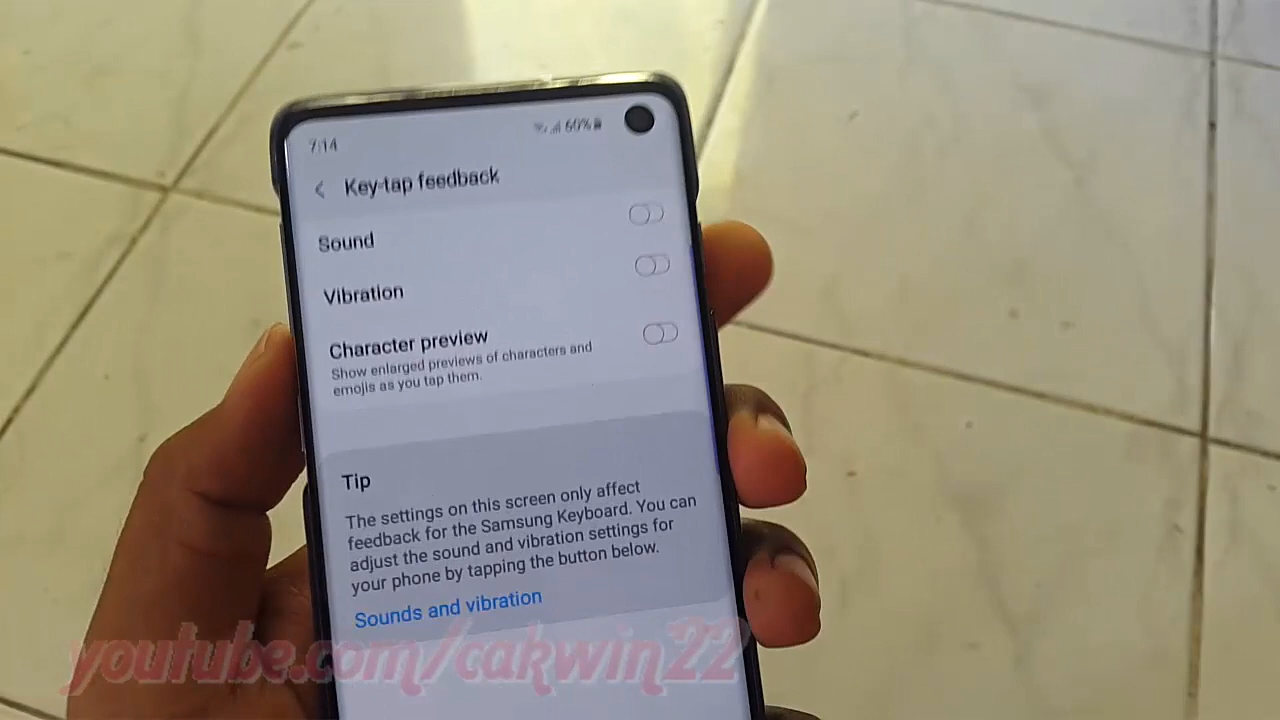 7:14 60%
Key-tap feedback
Sound
Vibration
Character preview
Show enlarged previews of characters and
emojis as you tap them.
Tip
The settings on this screen only affect
feedback for the Samsung Keyboard. You can
adjust the sound and vibration settings for
your phone by tapping the button below.
Sounds and vibration
youtube.com/cakwin22